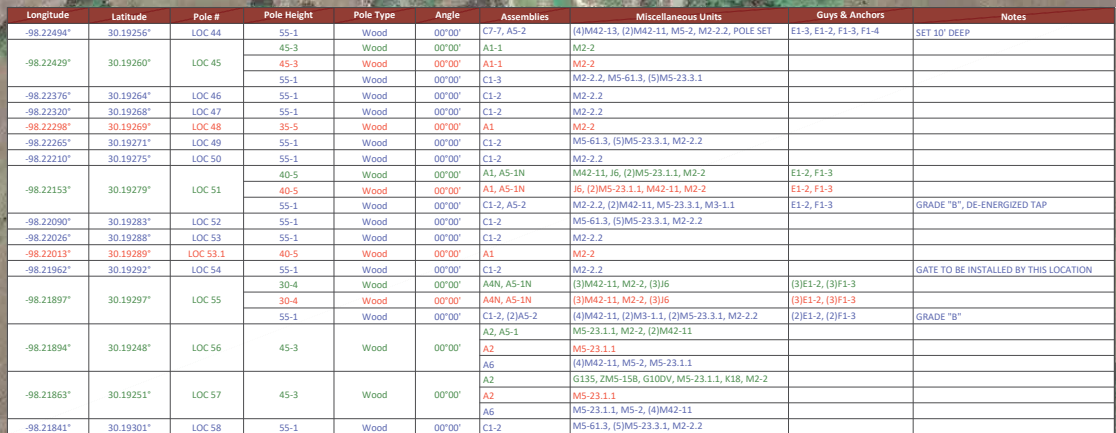 Longitude Latitude Pole # Pole Height Pole Type Angle Assemblies Miscellaneous Units Guys & Anchors Notes
-98.22494° 30.19256° LOC 44 55-1 Wood 00°00' C7-7, A5-2 (4)M42-13, (2)M42-11, M5-2, M2-2.2, POLE SET E1-3, E1-2, F1-3, F1-4 SET 10' DEEP
-98.22429° 30.19260° LOC 45 45-3 Wood 00°00' A1-1 M2-2
45-3 Wood 00°00' A1-1 M2-2
55-1 Wood 00°00' C1-3 M2-2.2, M5-61.3, (5)M5-23.3.1
-98.22376° 30.19264° LOC 46 55-1 Wood 00°00' C1-2 M2-2.2
-98.22320° 30.19268° LOC 47 55-1 Wood 00°00' C1-2 M2-2.2
-98.22298° 30.19269° LOC 48 35-5 Wood 00°00' A1 M2-2
-98.22265° 30.19271° LOC 49 55-1 Wood 00°00' C1-2 M5-61.3, (5)M5-23.3.1, M2-2.2
-98.22210° 30.19275° LOC 50 55-1 Wood 00°00' C1-2 M2-2.2
-98.22153° 30.19279° LOC 51 40-5 Wood 00°00' A1, A5-1N M42-11, J6, (2)M5-23.1.1, M2-2 E1-2, F1-3
40-5 Wood 00°00' A1, A5-1N J6, (2)M5-23.1.1, M42-11, M2-2 E1-2, F1-3
55-1 Wood 00°00' C1-2, A5-2 M2-2.2, (2)M42-11, M5-23.3.1, M3-1.1 E1-2, F1-3 GRADE "B", DE-ENERGIZED TAP
-98.22090° 30.19283° LOC 52 55-1 Wood 00°00' C1-2 M5-61.3, (5)M5-23.3.1, M2-2.2
-98.22026° 30.19288° LOC 53 55-1 Wood 00°00' C1-2 M2-2.2
-98.22013° 30.19289° LOC 53.1 40-5 Wood 00°00' A1 M2-2
-98.21962° 30.19292° LOC 54 55-1 Wood 00°00' C1-2 M2-2.2 GATE TO BE INSTALLED BY THIS LOCATION
-98.21897° 30.19297° LOC 55 30-4 Wood 00°00' A4N, A5-1N (3)M42-11, M2-2, (3)J6 (3)E1-2, (3)F1-3
30-4 Wood 00°00' A4N, A5-1N (3)M42-11, M2-2, (3)J6 (3)E1-2, (3)F1-3
55-1 Wood 00°00' C1-2, (2)A5-2 (4)M42-11, (2)M3-1.1, (2)M5-23.3.1, M2-2.2 (2)E1-2, (2)F1-3 GRADE "B"
-98.21894° 30.19248° LOC 56 45-3 Wood 00°00' A2, A5-1 M5-23.1.1, M2-2, (2)M42-11
A2 M5-23.1.1
A6 (4)M42-11, M5-2, M5-23.1.1
-98.21863° 30.19251° LOC 57 45-3 Wood 00°00' A2 G135, ZM5-15B, G10DV, M5-23.1.1, K18, M2-2
A2 M5-23.1.1
A6 M5-23.1.1, M5-2, (4)M42-11
-98.21841° 30.19301° LOC 58 55-1 Wood 00°00' C1-2 M5-61.3, (5)M5-23.3.1, M2-2.2